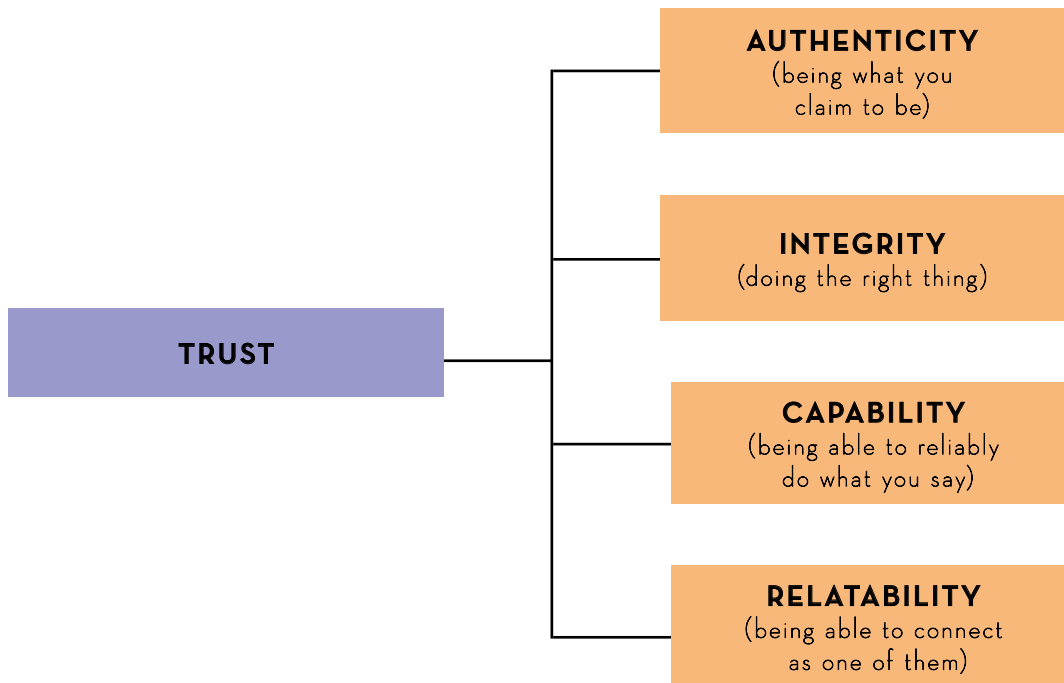 AUTHENTICITY
(being what you
claim to be)
INTEGRITY
(doing the right thing)
TRUST
CAPABILITY
(being able to reliably
do what you say)
RELATABILITY
(being able to connect
as one of them)